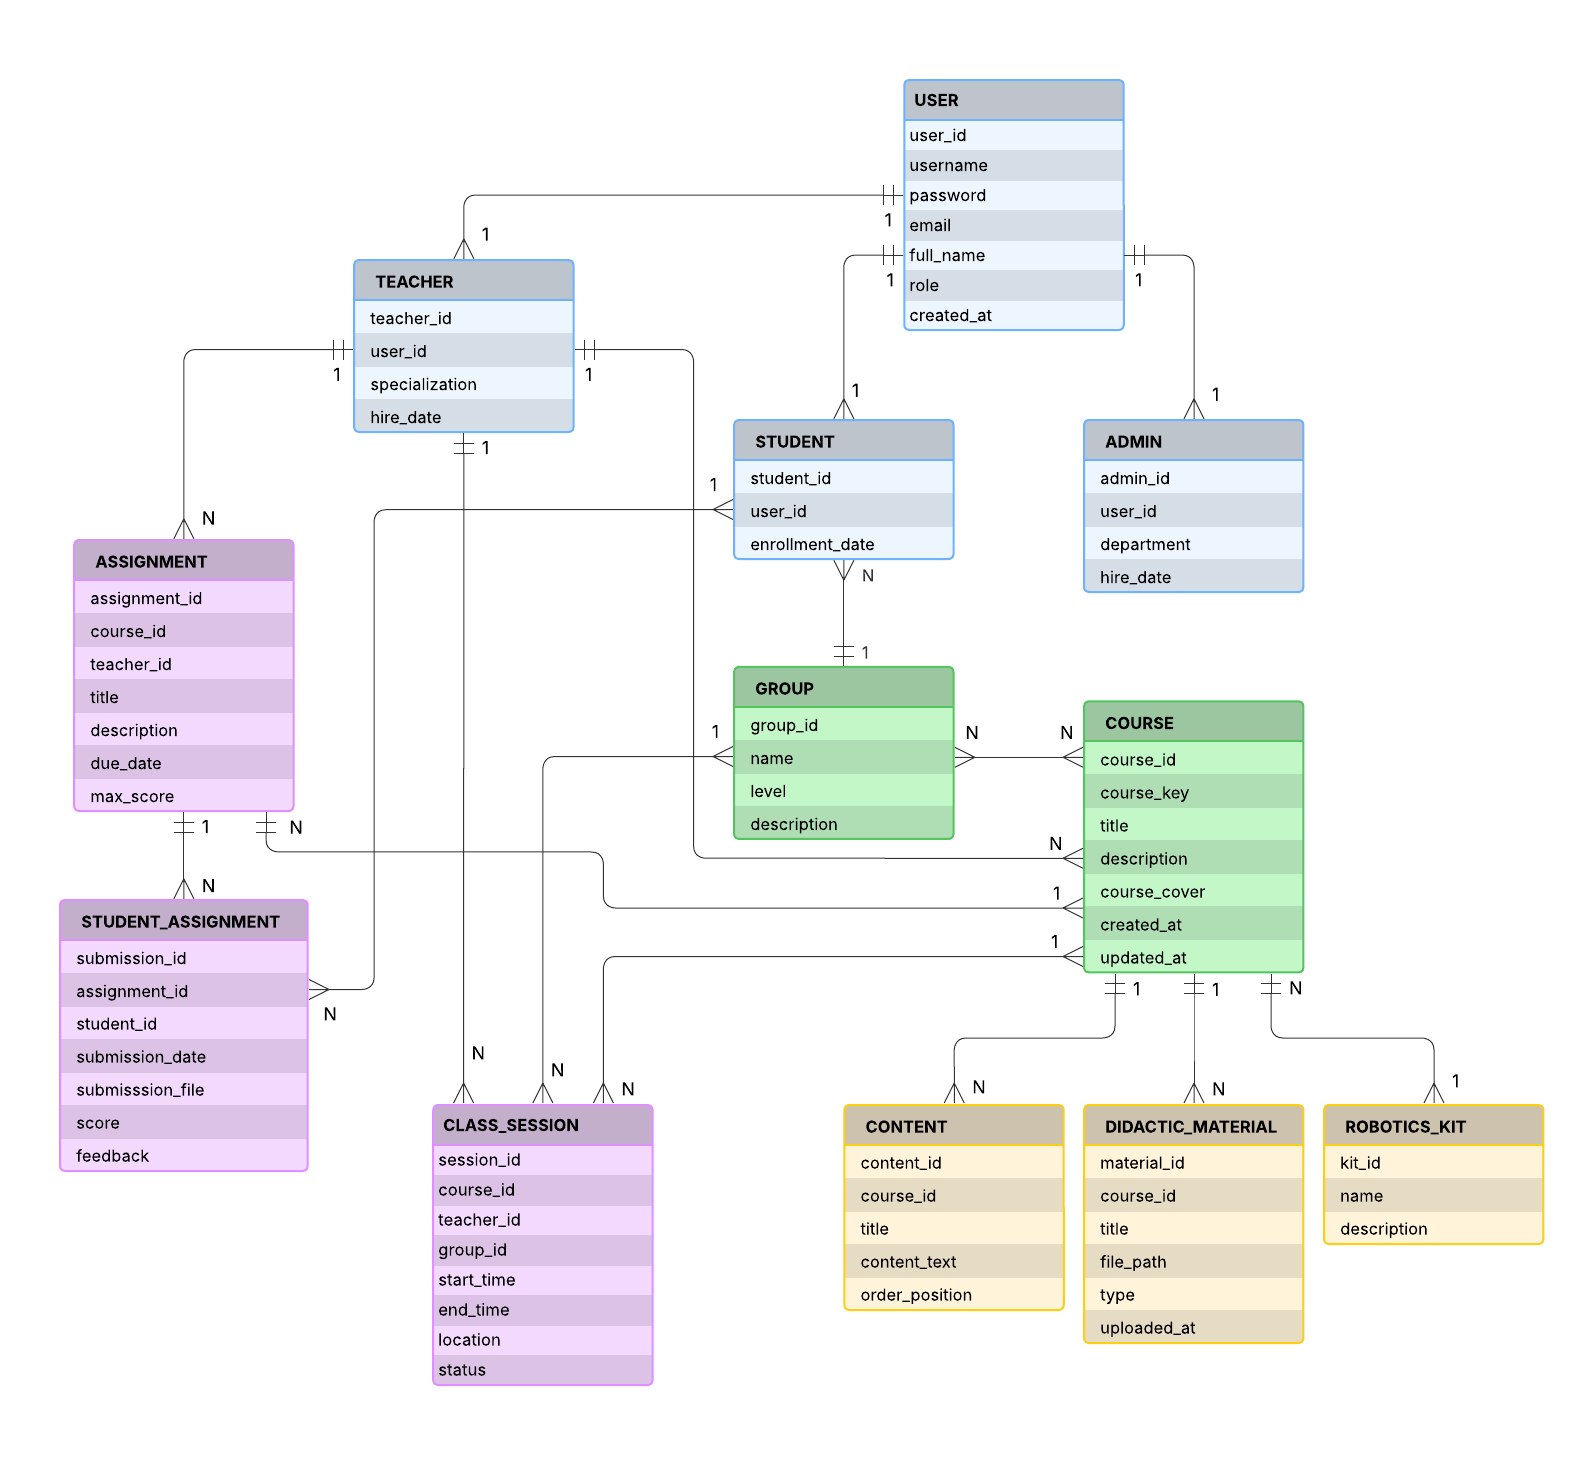 USER
user_id
username
password
email
full_name
role
created_at
1
1
1
1
TEACHER
teacher_id
user_id
specialization
hire_date
1
1
1
1
STUDENT
student_id
user_id
enrollment_date
1
N
1
ADMIN
admin_id
user_id
department
hire_date
N
ASSIGNMENT
assignment_id
course_id
teacher_id
title
description
due_date
max_score
1
N
1
GROUP
group_id
name
level
description
1
N
N
COURSE
course_id
course_key
title
description
course_cover
created_at
updated_at
N
1
1
N
STUDENT_ASSIGNMENT
submission_id
assignment_id
student_id
submission_date
submisssion_file
score
feedback
N
1
1
N
N
N
N
CLASS_SESSION
session_id
course_id
teacher_id
group_id
start_time
end_time
location
status
N
CONTENT
content_id
course_id
title
content_text
order_position
N
DIDACTIC_MATERIAL
material_id
course_id
title
file_path
type
uploaded_at
1
ROBOTICS_KIT
kit_id
name
description